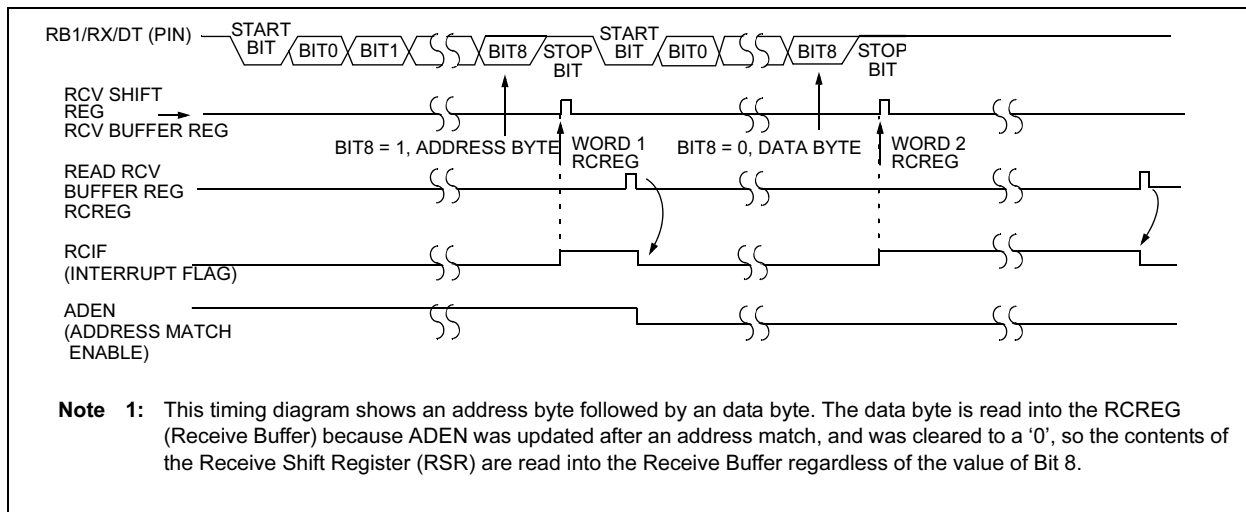 RB1/RX/DT (PIN)
START
BIT
BIT0
BIT1
BIT8
STOP
BIT
START
BIT
BIT0
BIT8
STOP
BIT
RCV SHIFT
REG
RCV BUFFER REG
BIT8 = 1, ADDRESS BYTE
WORD 1
RCREG
BIT8 = 0, DATA BYTE
WORD 2
RCREG
READ RCV
BUFFER REG
RCREG
RCIF
(INTERRUPT FLAG)
ADEN
(ADDRESS MATCH
ENABLE)
Note 1: This timing diagram shows an address byte followed by an data byte. The data byte is read into the RCREG
(Receive Buffer) because ADEN was updated after an address match, and was cleared to a ‘0’, so the contents of
the Receive Shift Register (RSR) are read into the Receive Buffer regardless of the value of Bit 8.